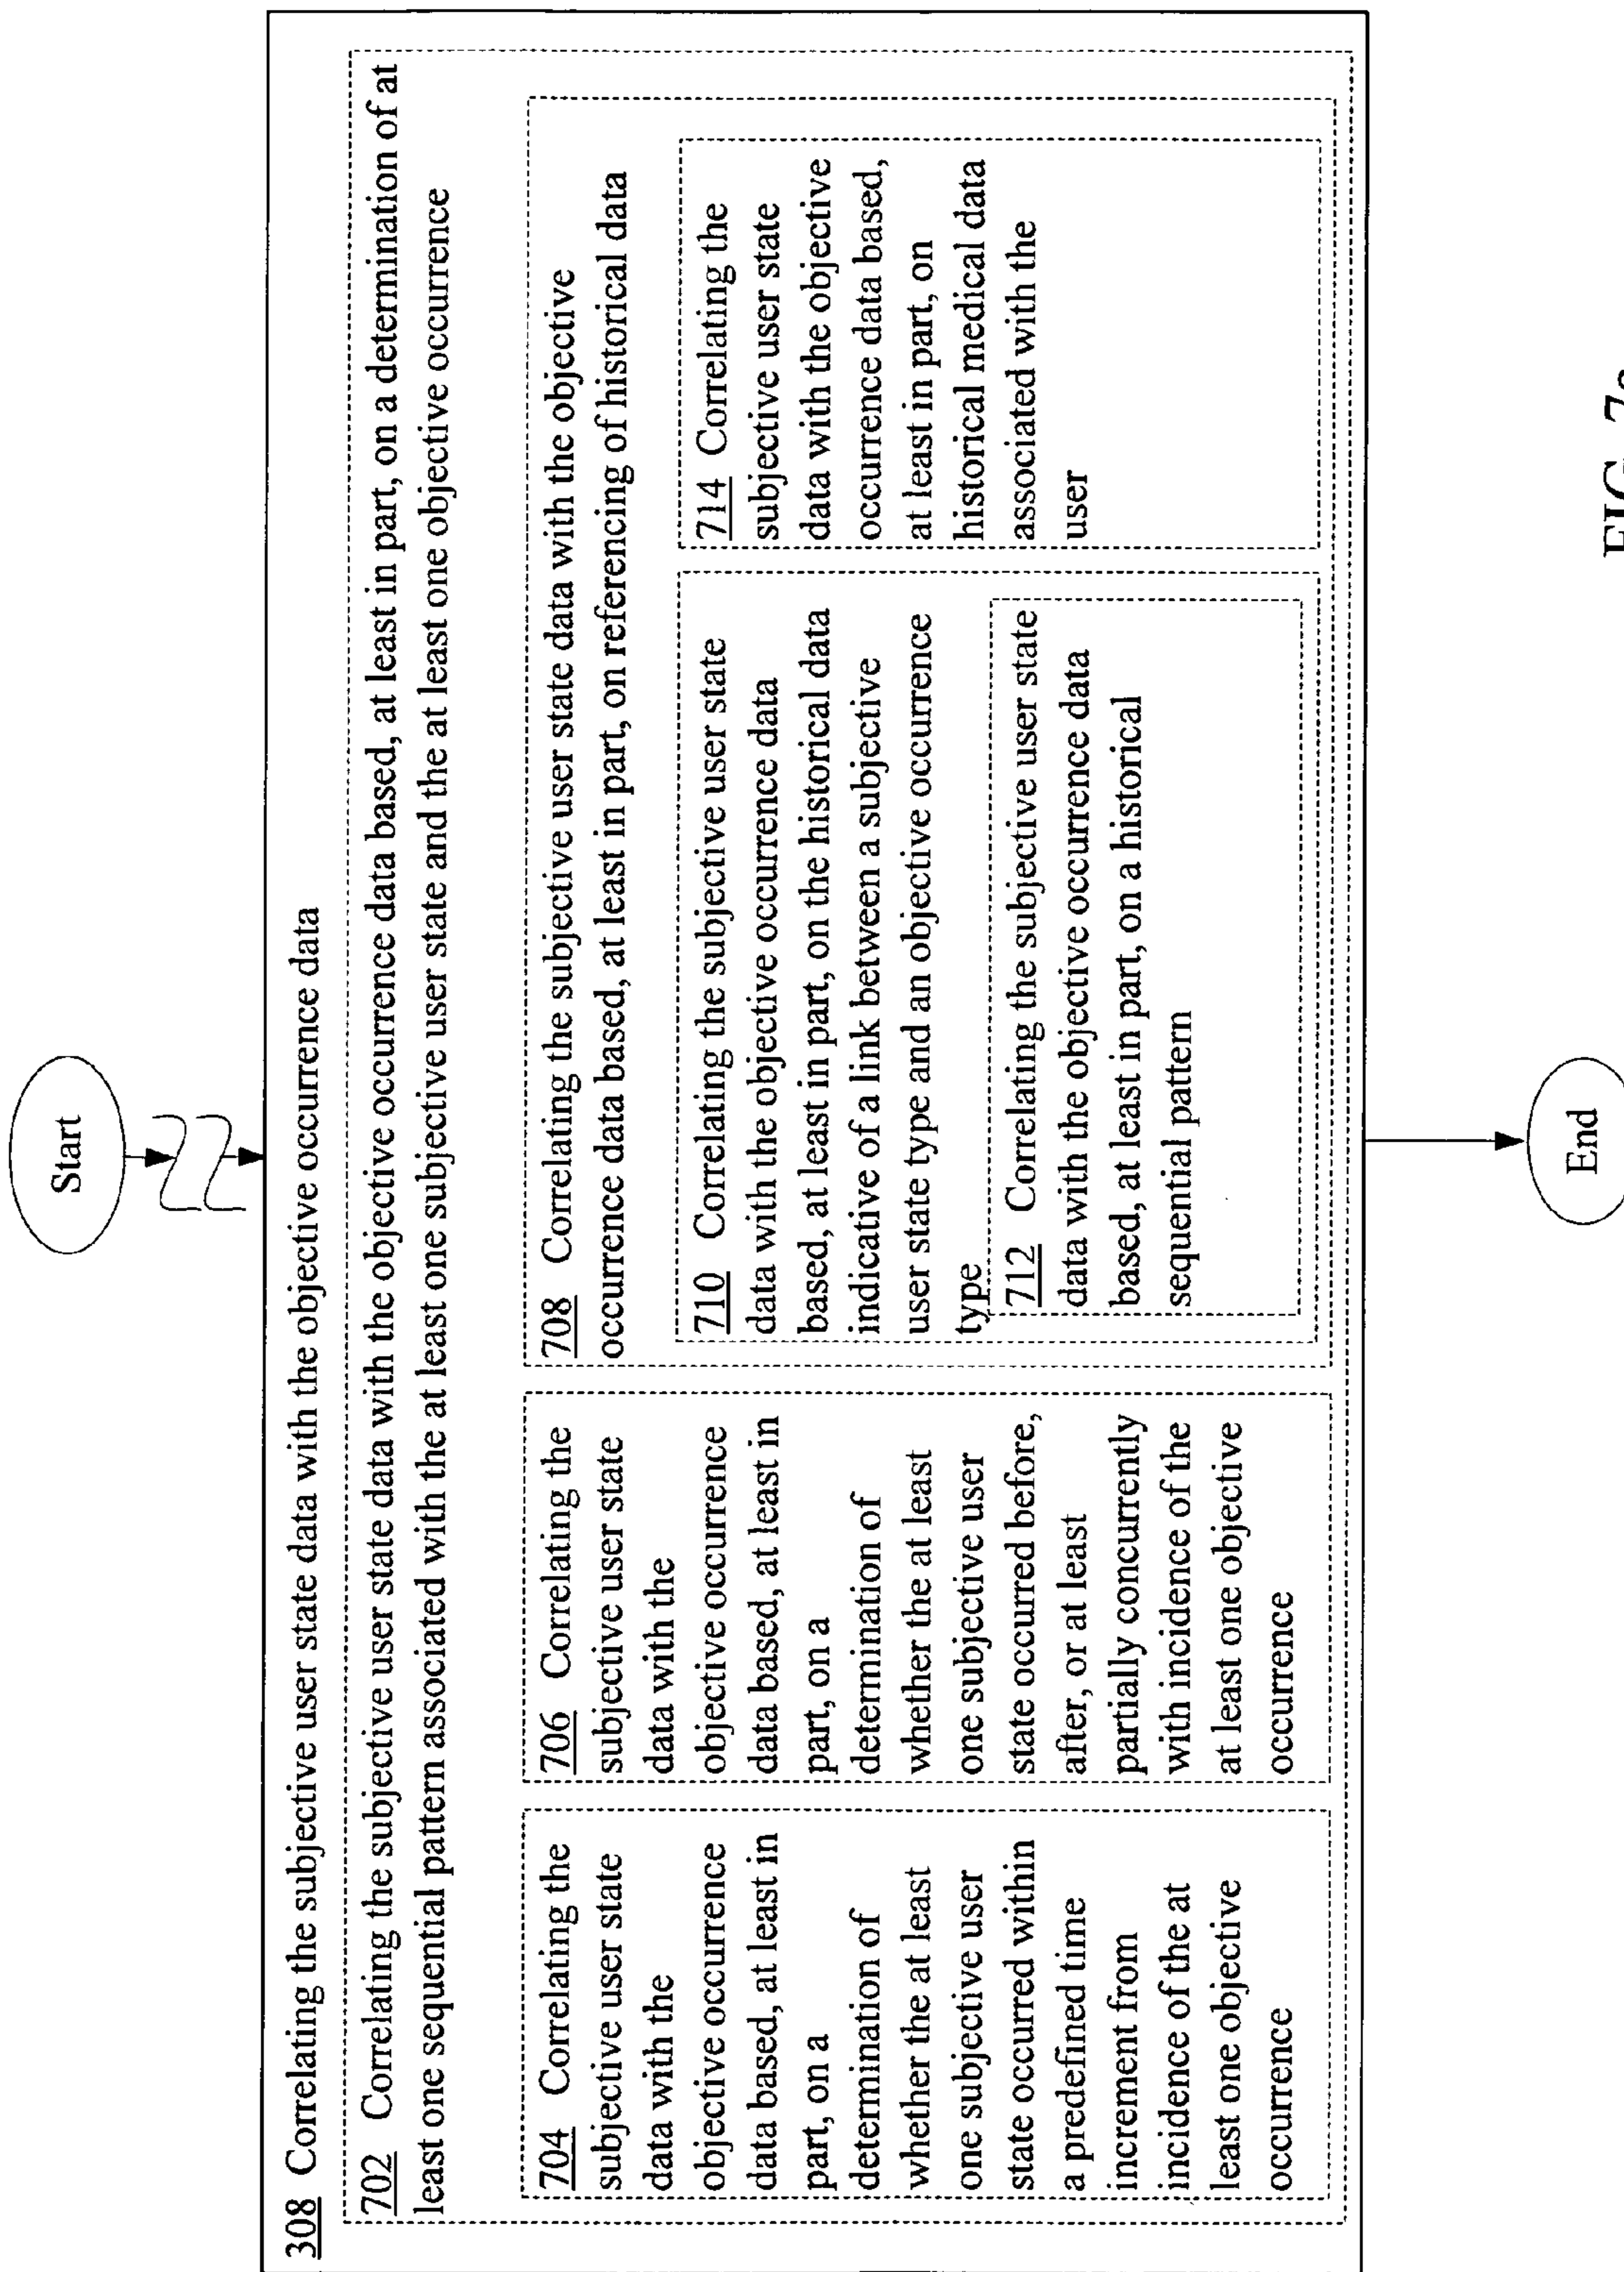 Start
308 Correlating the subjective user state data with the objective occurrence data
702 Correlating the subjective user state data with the objective occurrence data based, at least in part, on a determination of at
least one sequential pattern associated with the at least one subjective user state and the at least one objective occurrence
704 Correlating the
subjective user state
data with the
objective occurrence
data based, at least in
part, on a
determination of
whether the at least
one subjective user
state occurred within
a predefined time
increment from
incidence of the at
least one objective
occurrence
706 Correlating the
subjective user state
data with the
objective occurrence
data based, at least in
part, on a
determination of
whether the at least
one subjective user
state occurred before,
after, or at least
partially concurrently
with incidence of the
at least one objective
occurrence
708 Correlating the subjective user state data with the objective
occurrence data based, at least in part, on referencing of historical data
710 Correlating the subjective user state
data with the objective occurrence data
based, at least in part, on the historical data
indicative of a link between a subjective
user state type and an objective occurrence
type
712 Correlating the subjective user state
data with the objective occurrence data
based, at least in part, on a historical
sequential pattern
714 Correlating the
subjective user state
data with the objective
occurrence data based,
at least in part, on
historical medical data
associated with the
user
End
FIG. 7a